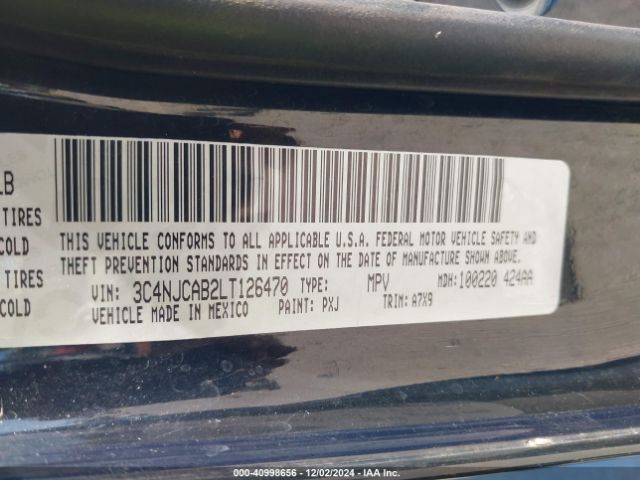 LB
TIRES
COLD
TIRES
COLD
THIS VEHICLE CONFORMS TO ALL APPLICABLE U.S.A. FEDERAL MOTOR VEHICLE SAFETY AND
THEFT PREVENTION STANDARDS IN EFFECT ON THE DATE OF MANUFACTURE SHOWN ABOVE.
VIN: 3C4NJCAB2LT126470 TYPE: MPV MDH: 100220 424AA
VEHICLE MADE IN MEXICO PAINT: PXJ TRIM: A7X9
00-40998656 - 12/02/2024 - IAA Inc.